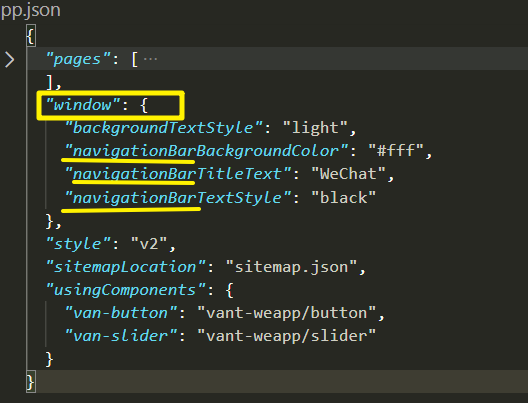 pp.json
{
"pages": [ ···
],
"window": {
"backgroundTextStyle": "light",
"navigationBarBackgroundColor": "#fff",
"navigationBarTitleText": "WeChat",
"navigationBarTextStyle": "black"
},
"style": "v2",
"sitemapLocation": "sitemap.json",
"usingComponents": {
"van-button": "vant-weapp/button",
"van-slider": "vant-weapp/slider"
}
}